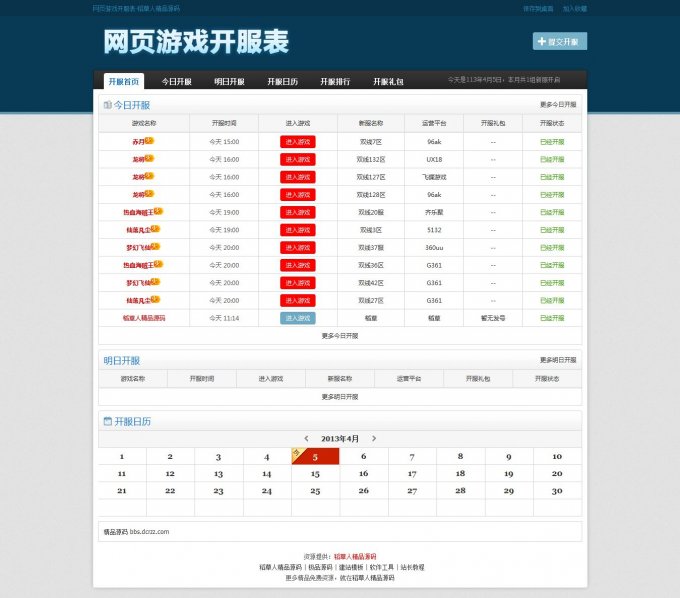 网页游戏开服表-稻草人精品源码 保存到桌面 加入收藏
网页游戏开服表
提交开服
开服首页 今日开服 明日开服 开服日历 开服排行 开服礼包 今天是113年4月5日，本月共1组新服开启
今日开服 更多今日开服
游戏名称 开服时间 进入游戏 新服名称 运营平台 开服礼包 开服状态
赤月 今天 15:00 进入游戏 双线7区 96ak -- 已经开服
龙将 今天 16:00 进入游戏 双线132区 UX18 -- 已经开服
龙将 今天 16:00 进入游戏 双线127区 飞碟游戏 -- 已经开服
龙将 今天 16:00 进入游戏 双线128区 96ak -- 已经开服
热血海贼王 今天 19:00 进入游戏 双线20服 齐乐聚 -- 已经开服
仙落凡尘 今天 19:00 进入游戏 双线3区 5132 -- 已经开服
梦幻飞仙 今天 20:00 进入游戏 双线37服 360uu -- 已经开服
热血海贼王 今天 20:00 进入游戏 双线36区 G361 -- 已经开服
梦幻飞仙 今天 20:00 进入游戏 双线42区 G361 -- 已经开服
仙落凡尘 今天 20:00 进入游戏 双线27区 G361 -- 已经开服
稻草人精品源码 今天 11:14 进入游戏 稻草 稻草 暂无发号 已经开服
更多今日开服
明日开服 更多明日开服
游戏名称 开服时间 进入游戏 新服名称 运营平台 开服礼包 开服状态
更多明日开服
开服日历
2013年4月
1 2 3 4 5 6 7 8 9 10
11 12 13 14 15 16 17 18 19 20
21 22 23 24 25 26 27 28 29 30
精品源码 bbs.dcrzz.com
资源提供：稻草人精品源码
稻草人精品源码 | 极品源码 | 建站模板 | 软件工具 | 站长教程
更多精品免费资源，就在稻草人精品源码